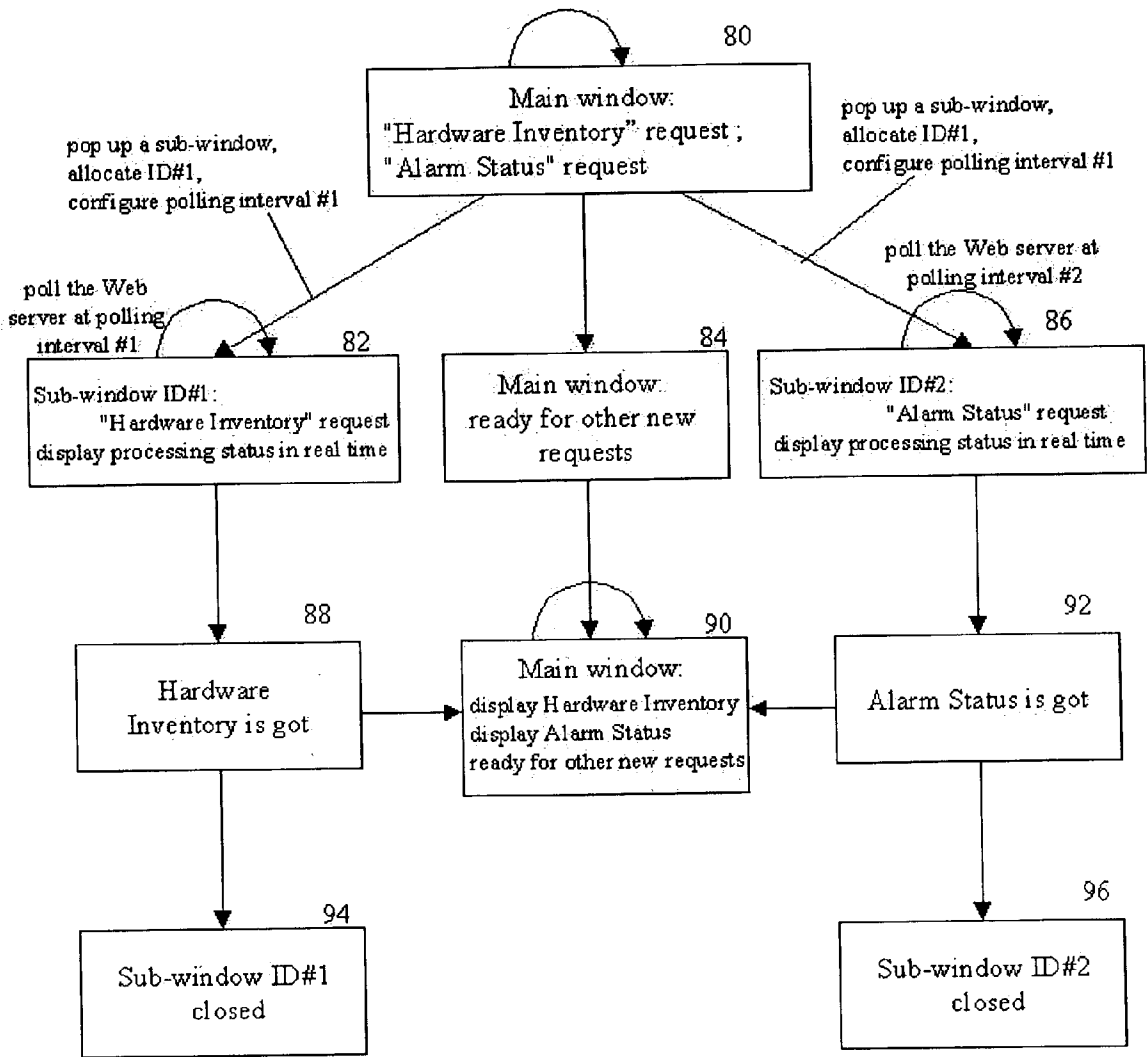 80
Main window:
"Hardware Inventory" request ;
"Alarm Status" request
pop up a sub-window,
allocate ID#1,
configure polling interval #1
pop up a sub-window,
allocate ID#1,
configure polling interval #1
poll the Web
server at polling
interval #1
poll the Web server at
polling interval #2
82
84
86
Sub-window ID#1:
"Hardware Inventory" request
display processing status in real time
Main window:
ready for other new
requests
Sub-window ID#2:
"Alarm Status" request
display processing status in real time
88
90
92
Hardware
Inventory is got
Main window:
display Hardware Inventory
display Alarm Status
ready for other new requests
Alarm Status is got
94
96
Sub-window ID#1
closed
Sub-window ID#2
closed